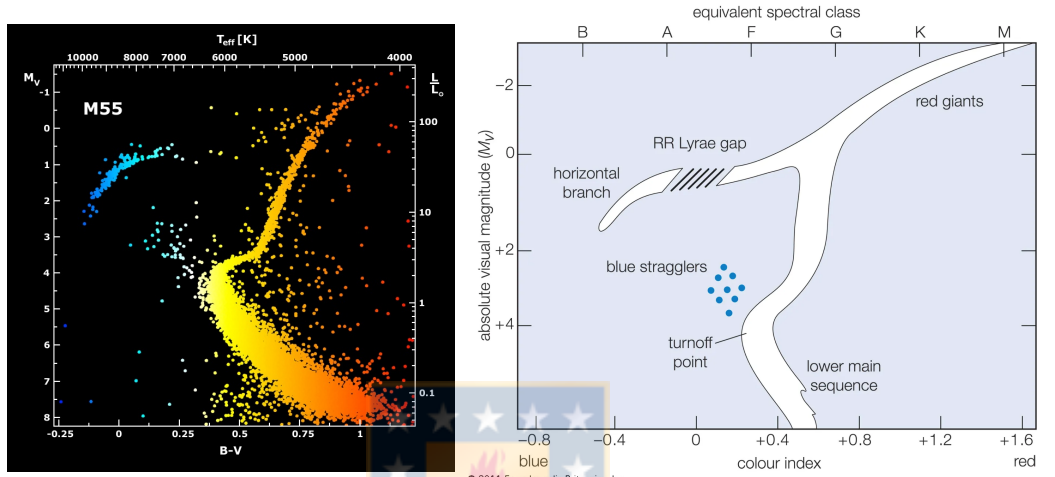 T_eff [K]
10000 8000 7000 6000 5000 4000
M_V
L/L_o
M55
-1
0
1
2
3
4
5
6
7
8
100
10
1
0.1
-0.25 0 0.25 0.5 0.75 1
B-V
equivalent spectral class
B A F G K M
absolute visual magnitude (M_V)
-2
0
+2
+4
red giants
RR Lyrae gap
horizontal
branch
blue stragglers
turnoff
point
lower main
sequence
-0.8 -0.4 0 +0.4 +0.8 +1.2 +1.6
blue colour index red